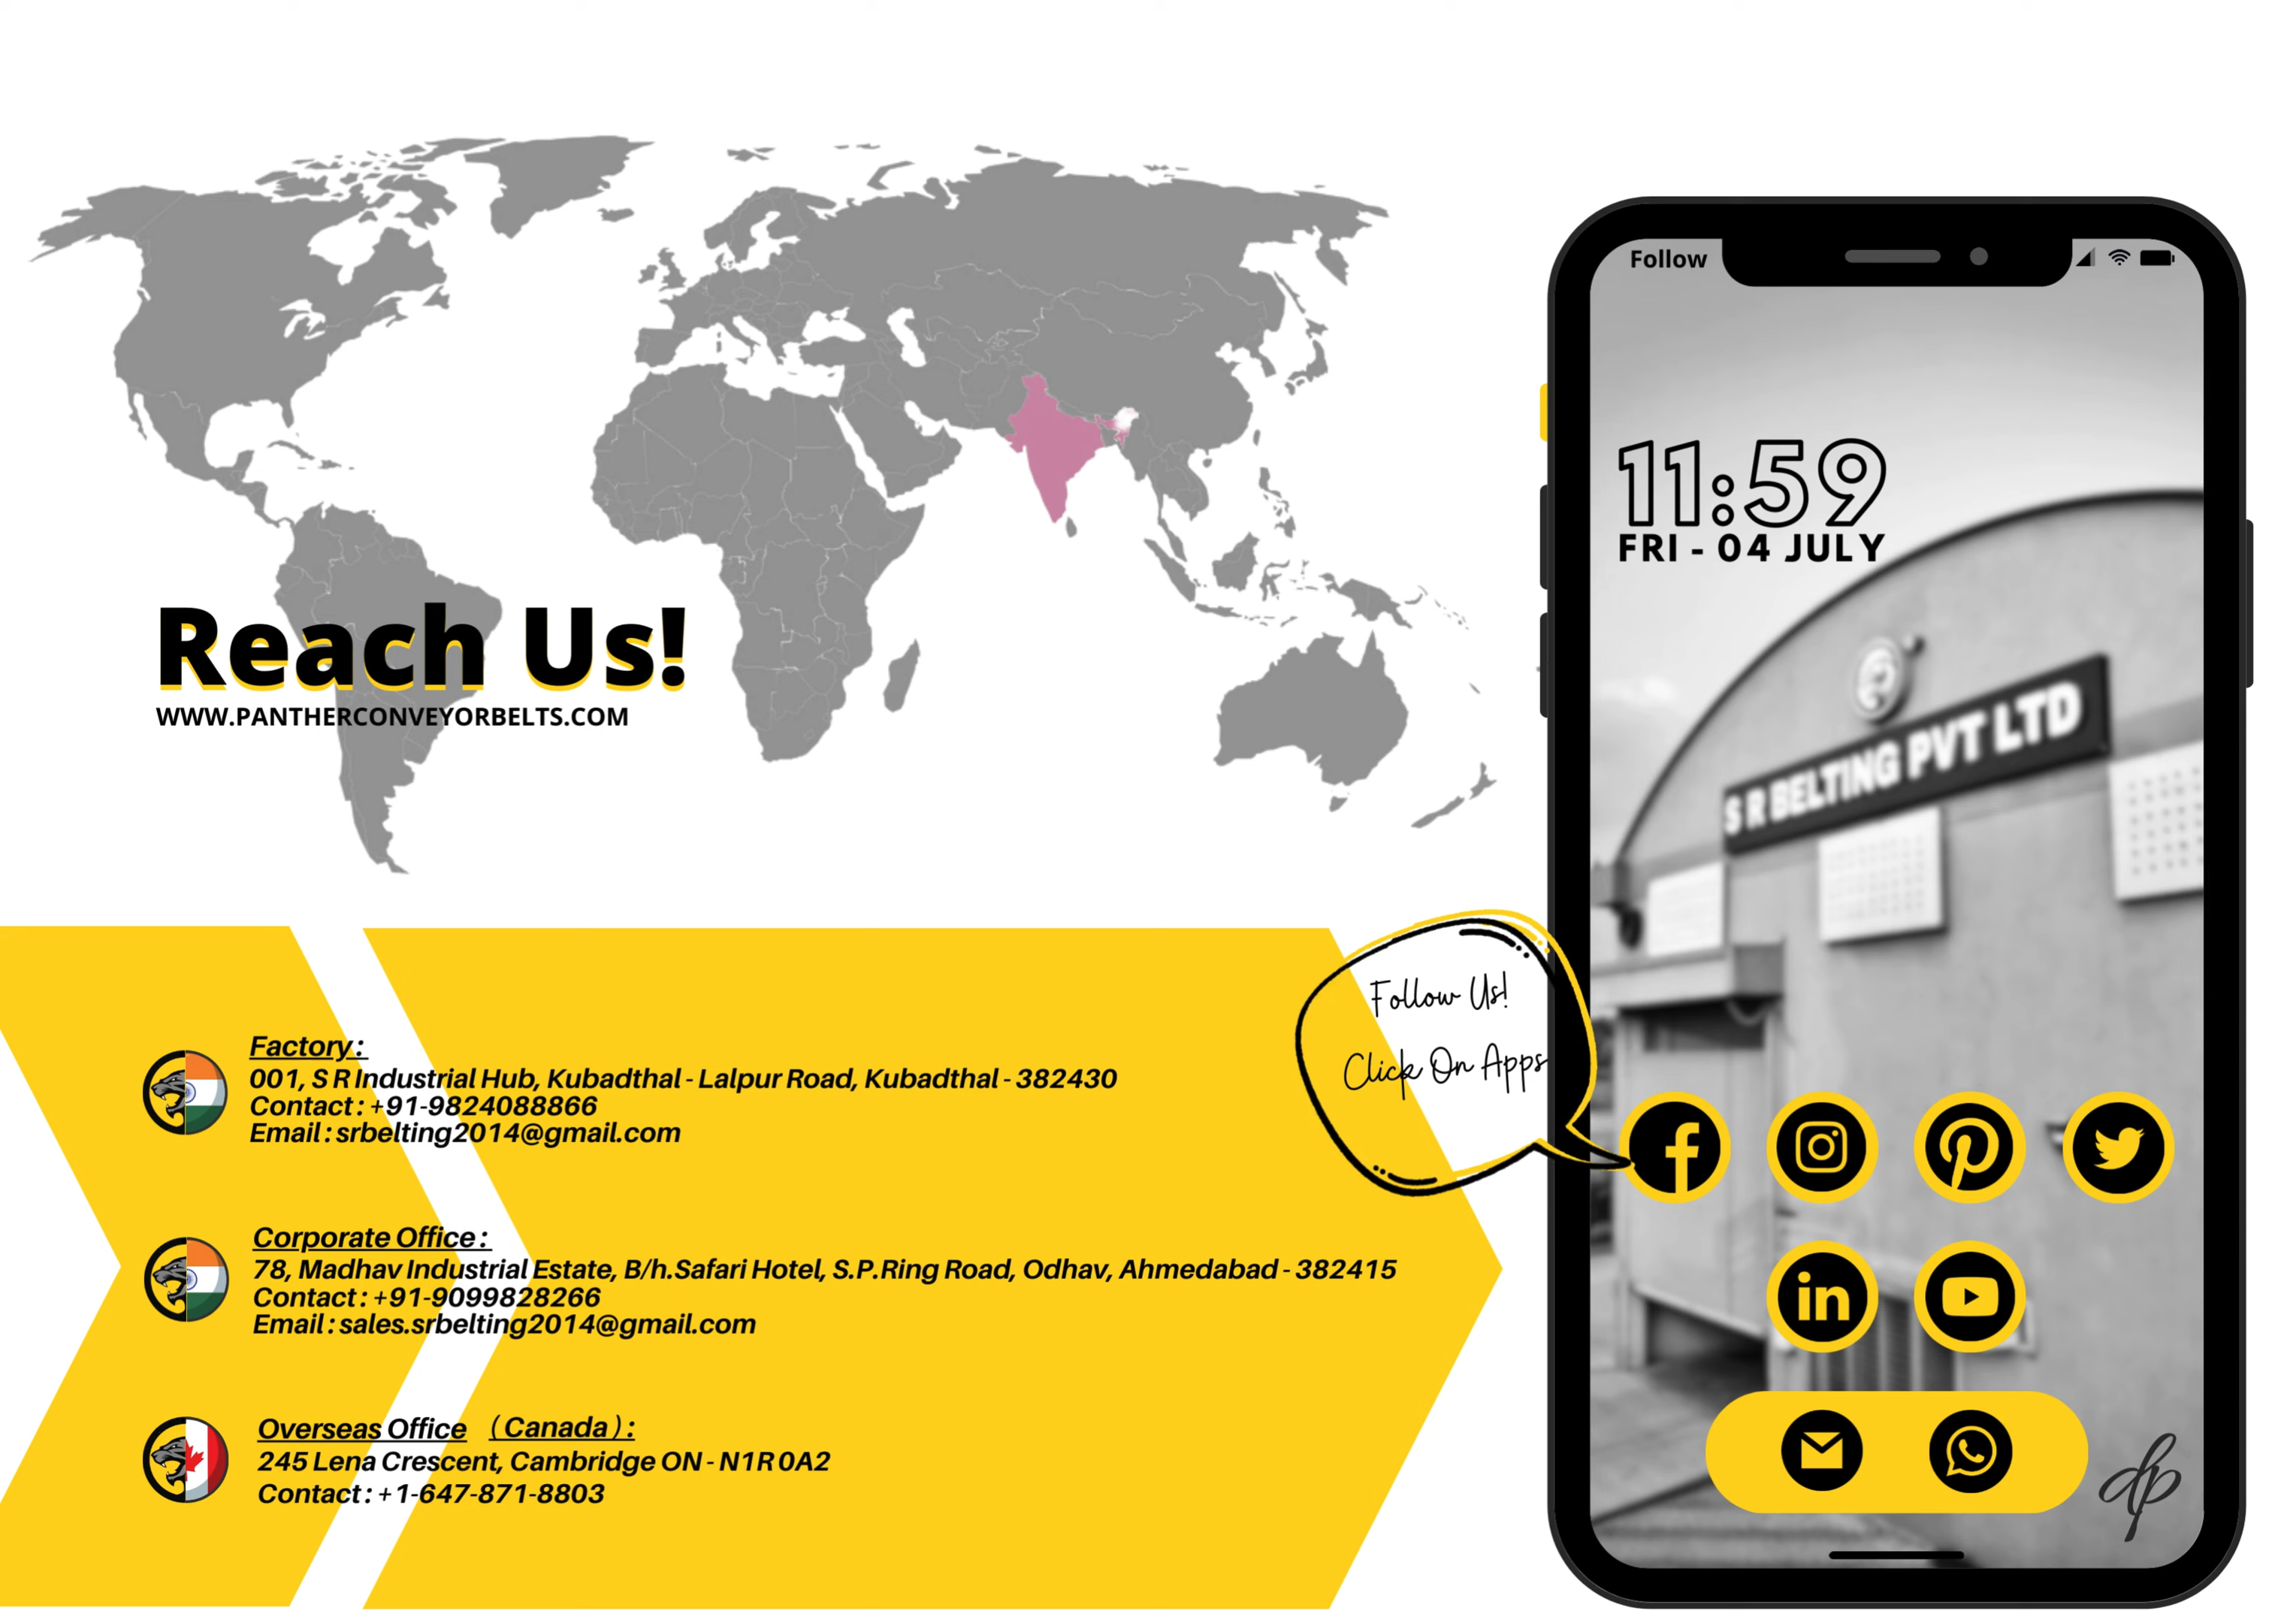 Reach Us!
WWW.PANTHERCONVEYORBELTS.COM
Factory :
001, S R Industrial Hub, Kubadthal - Lalpur Road, Kubadthal - 382430
Contact : +91-9824088866
Email : srbelting2014@gmail.com
Corporate Office :
78, Madhav Industrial Estate, B/h.Safari Hotel, S.P.Ring Road, Odhav, Ahmedabad - 382415
Contact : +91-9099828266
Email : sales.srbelting2014@gmail.com
Overseas Office (Canada) :
245 Lena Crescent, Cambridge ON - N1R 0A2
Contact : +1-647-871-8803
Follow Us!
Click On Apps
Follow
11:59
FRI - 04 JULY
S R BELTING PVT LTD
in
dp